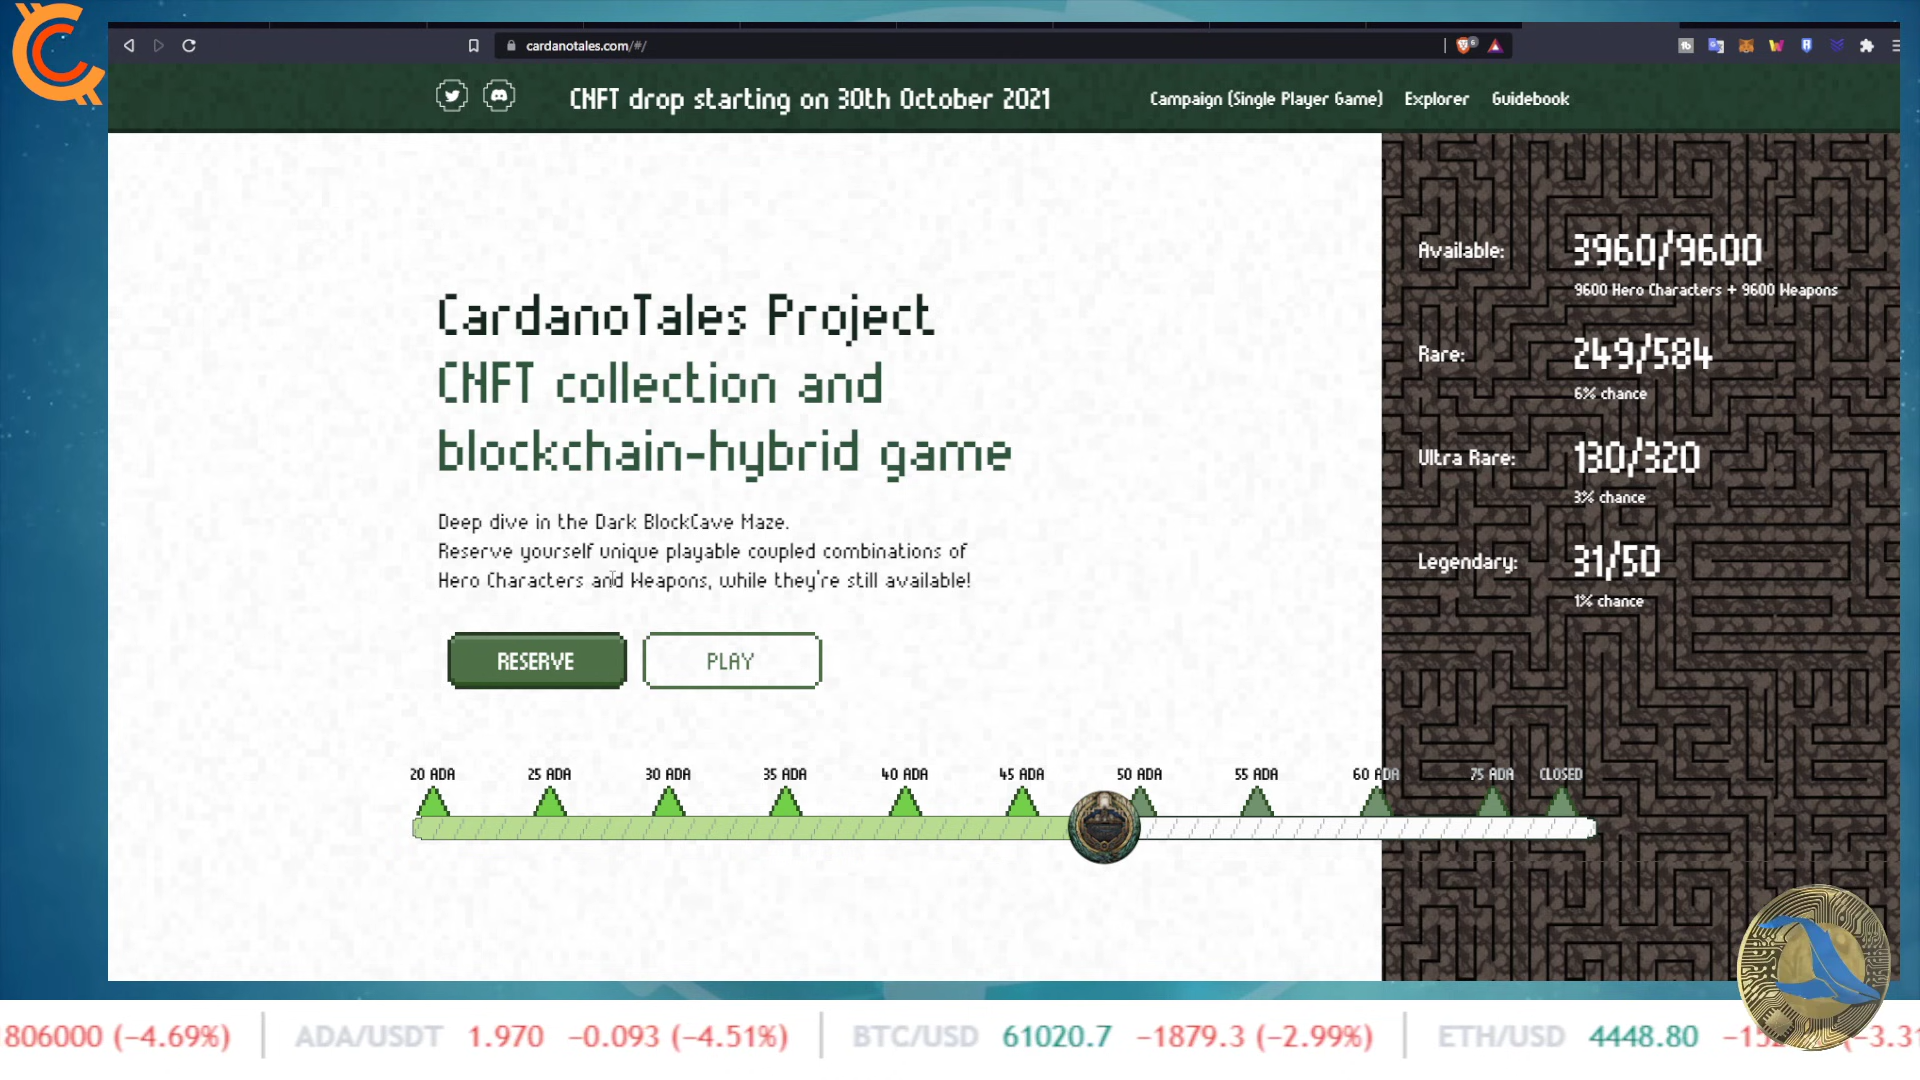 cardanotales.com/#/
CNFT drop starting on 30th October 2021
Campaign (Single Player Game) Explorer Guidebook
CardanoTales Project
CNFT collection and
blockchain-hybrid game
Deep dive in the Dark BlockCave Maze.
Reserve yourself unique playable coupled combinations of
Hero Characters and Weapons, while they're still available!
RESERVE PLAY
Available: 3960/9600
9600 Hero Characters + 9600 Weapons
Rare: 249/584
6% chance
Ultra Rare: 130/320
3% chance
Legendary: 31/50
1% chance
20 ADA 25 ADA 30 ADA 35 ADA 40 ADA 45 ADA 50 ADA 55 ADA 60 ADA 75 ADA CLOSED
806000 (−4.69%) ADA/USDT 1.970 −0.093 (−4.51%) BTC/USD 61020.7 −1879.3 (−2.99%) ETH/USD 4448.80